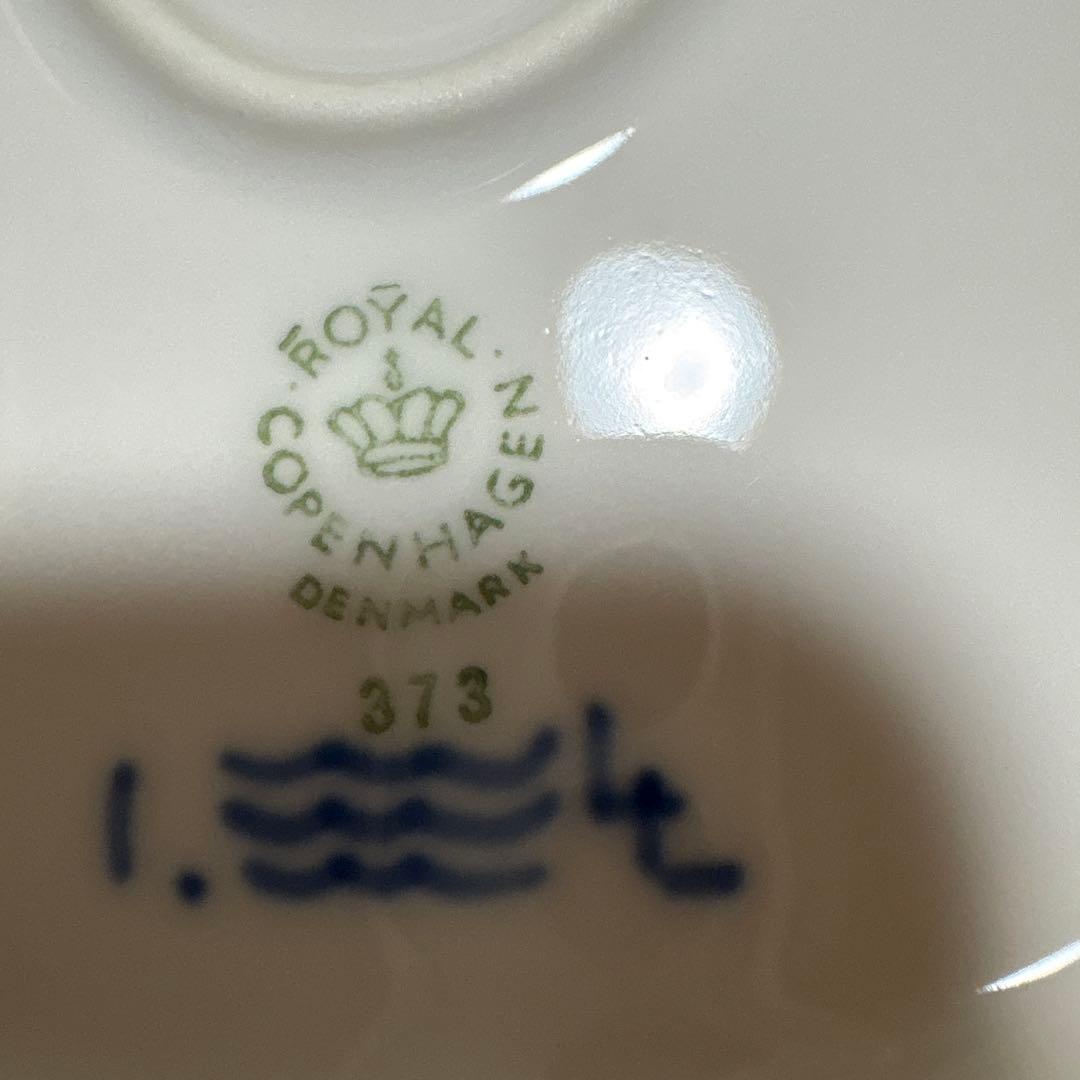 ROYAL
COPENHAGEN
DENMARK
373
1.